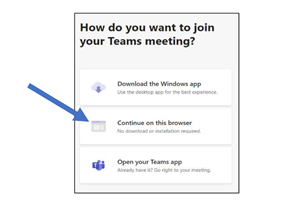 How do you want to join
your Teams meeting?
Download the Windows app
Use the desktop app for the best experience.
Continue on this browser
No download or installation required.
Open your Teams app
Already have it? Go right to your meeting.